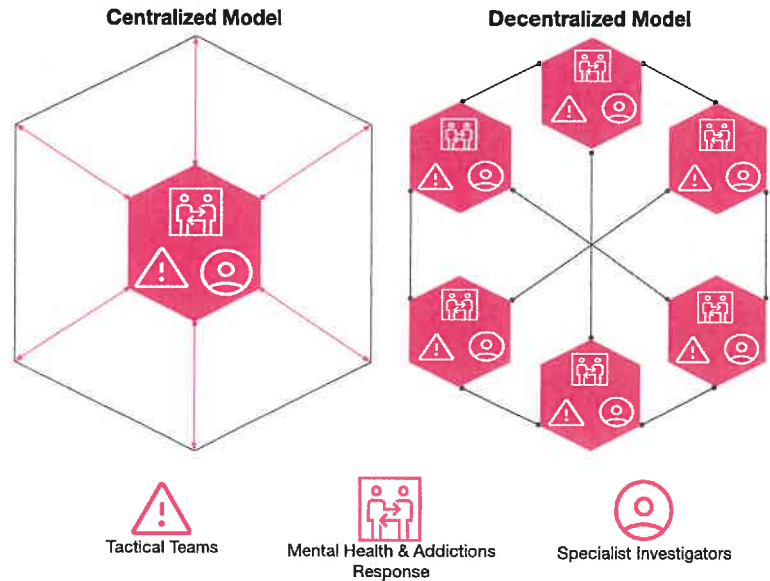 Centralized Model
Decentralized Model
Tactical Teams
Mental Health & Addictions
Response
Specialist Investigators